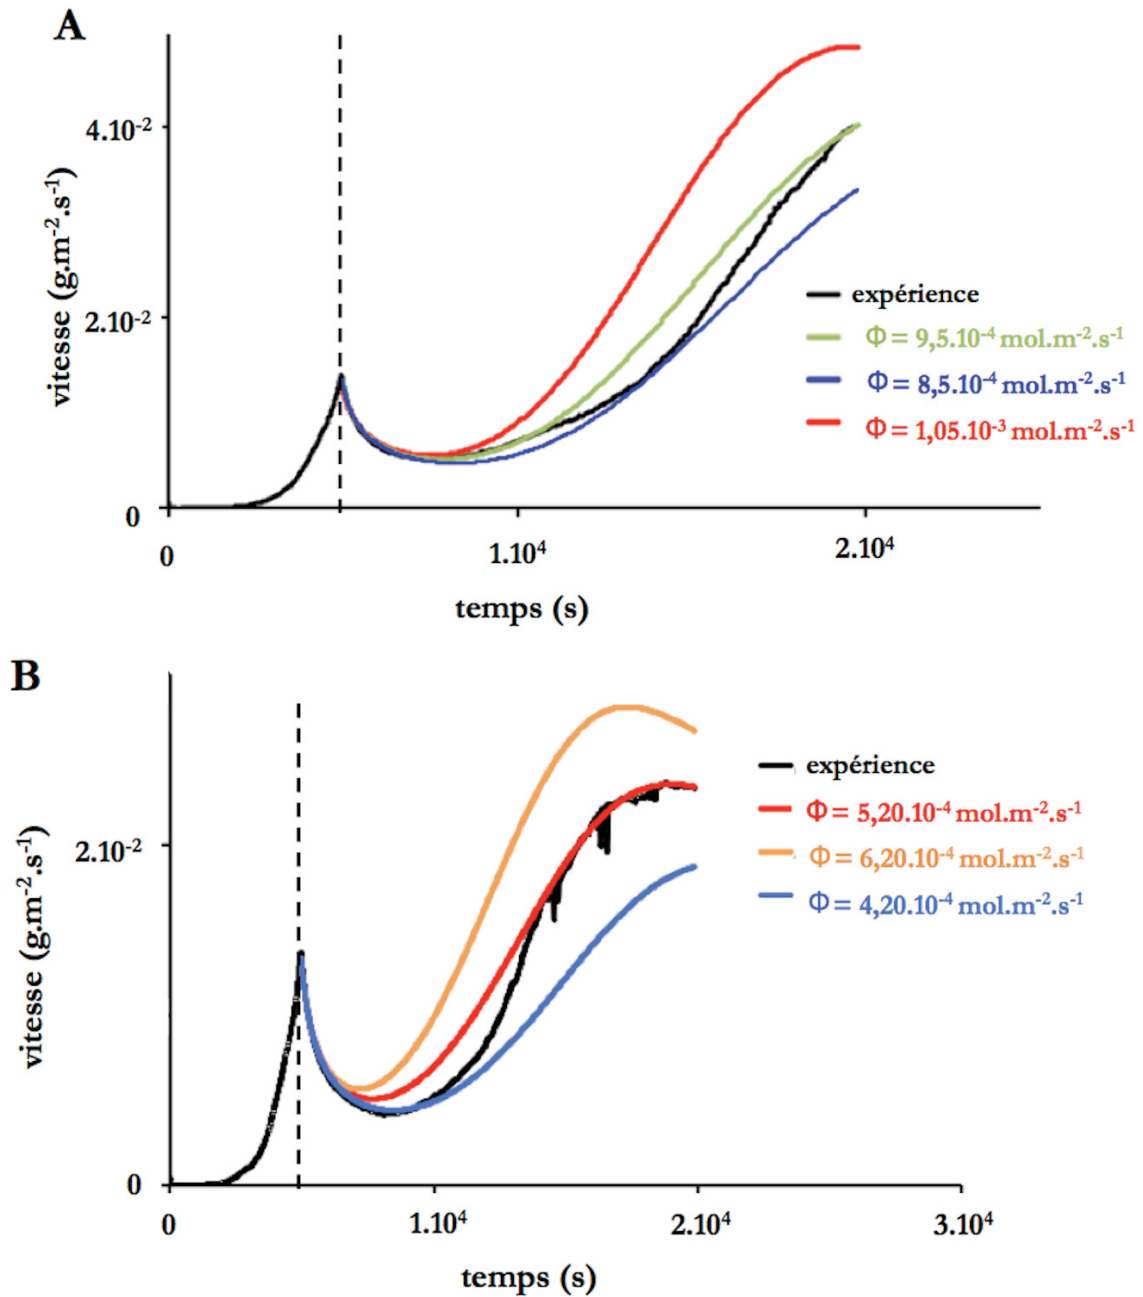 A
vitesse (g.m⁻².s⁻¹)
4.10⁻²
2.10⁻²
0
0
1.10⁴
2.10⁴
temps (s)
expérience
Φ = 9,5.10⁻⁴ mol.m⁻².s⁻¹
Φ = 8,5.10⁻⁴ mol.m⁻².s⁻¹
Φ = 1,05.10⁻³ mol.m⁻².s⁻¹
B
vitesse (g.m⁻².s⁻¹)
2.10⁻²
0
0
1.10⁴
2.10⁴
3.10⁴
temps (s)
expérience
Φ = 5,20.10⁻⁴ mol.m⁻².s⁻¹
Φ = 6,20.10⁻⁴ mol.m⁻².s⁻¹
Φ = 4,20.10⁻⁴ mol.m⁻².s⁻¹